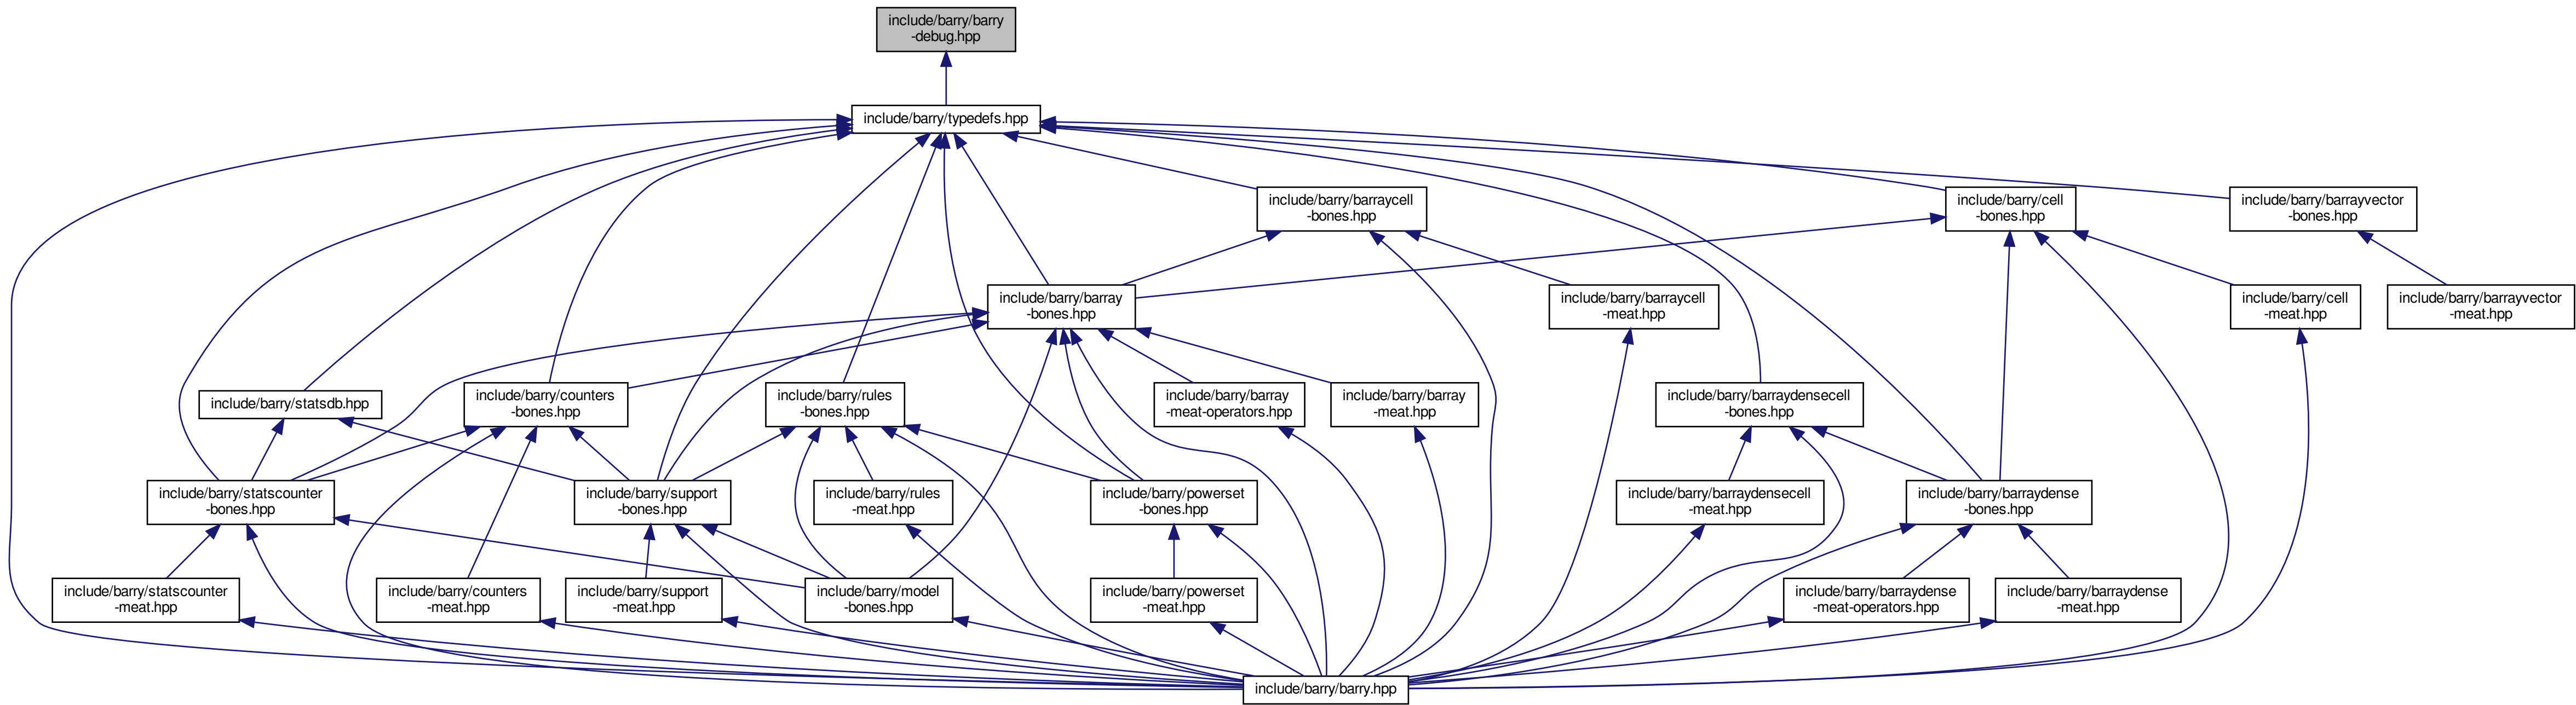 include/barry/barry
-debug.hpp
include/barry/typedefs.hpp
include/barry/barraycell
-bones.hpp
include/barry/cell
-bones.hpp
include/barry/barrayvector
-bones.hpp
include/barry/barray
-bones.hpp
include/barry/barraycell
-meat.hpp
include/barry/cell
-meat.hpp
include/barry/barrayvector
-meat.hpp
include/barry/statsdb.hpp
include/barry/counters
-bones.hpp
include/barry/rules
-bones.hpp
include/barry/barray
-meat-operators.hpp
include/barry/barray
-meat.hpp
include/barry/barraydensecell
-bones.hpp
include/barry/statscounter
-bones.hpp
include/barry/support
-bones.hpp
include/barry/rules
-meat.hpp
include/barry/powerset
-bones.hpp
include/barry/barraydensecell
-meat.hpp
include/barry/barraydense
-bones.hpp
include/barry/statscounter
-meat.hpp
include/barry/counters
-meat.hpp
include/barry/support
-meat.hpp
include/barry/model
-bones.hpp
include/barry/powerset
-meat.hpp
include/barry/barraydense
-meat-operators.hpp
include/barry/barraydense
-meat.hpp
include/barry/barry.hpp